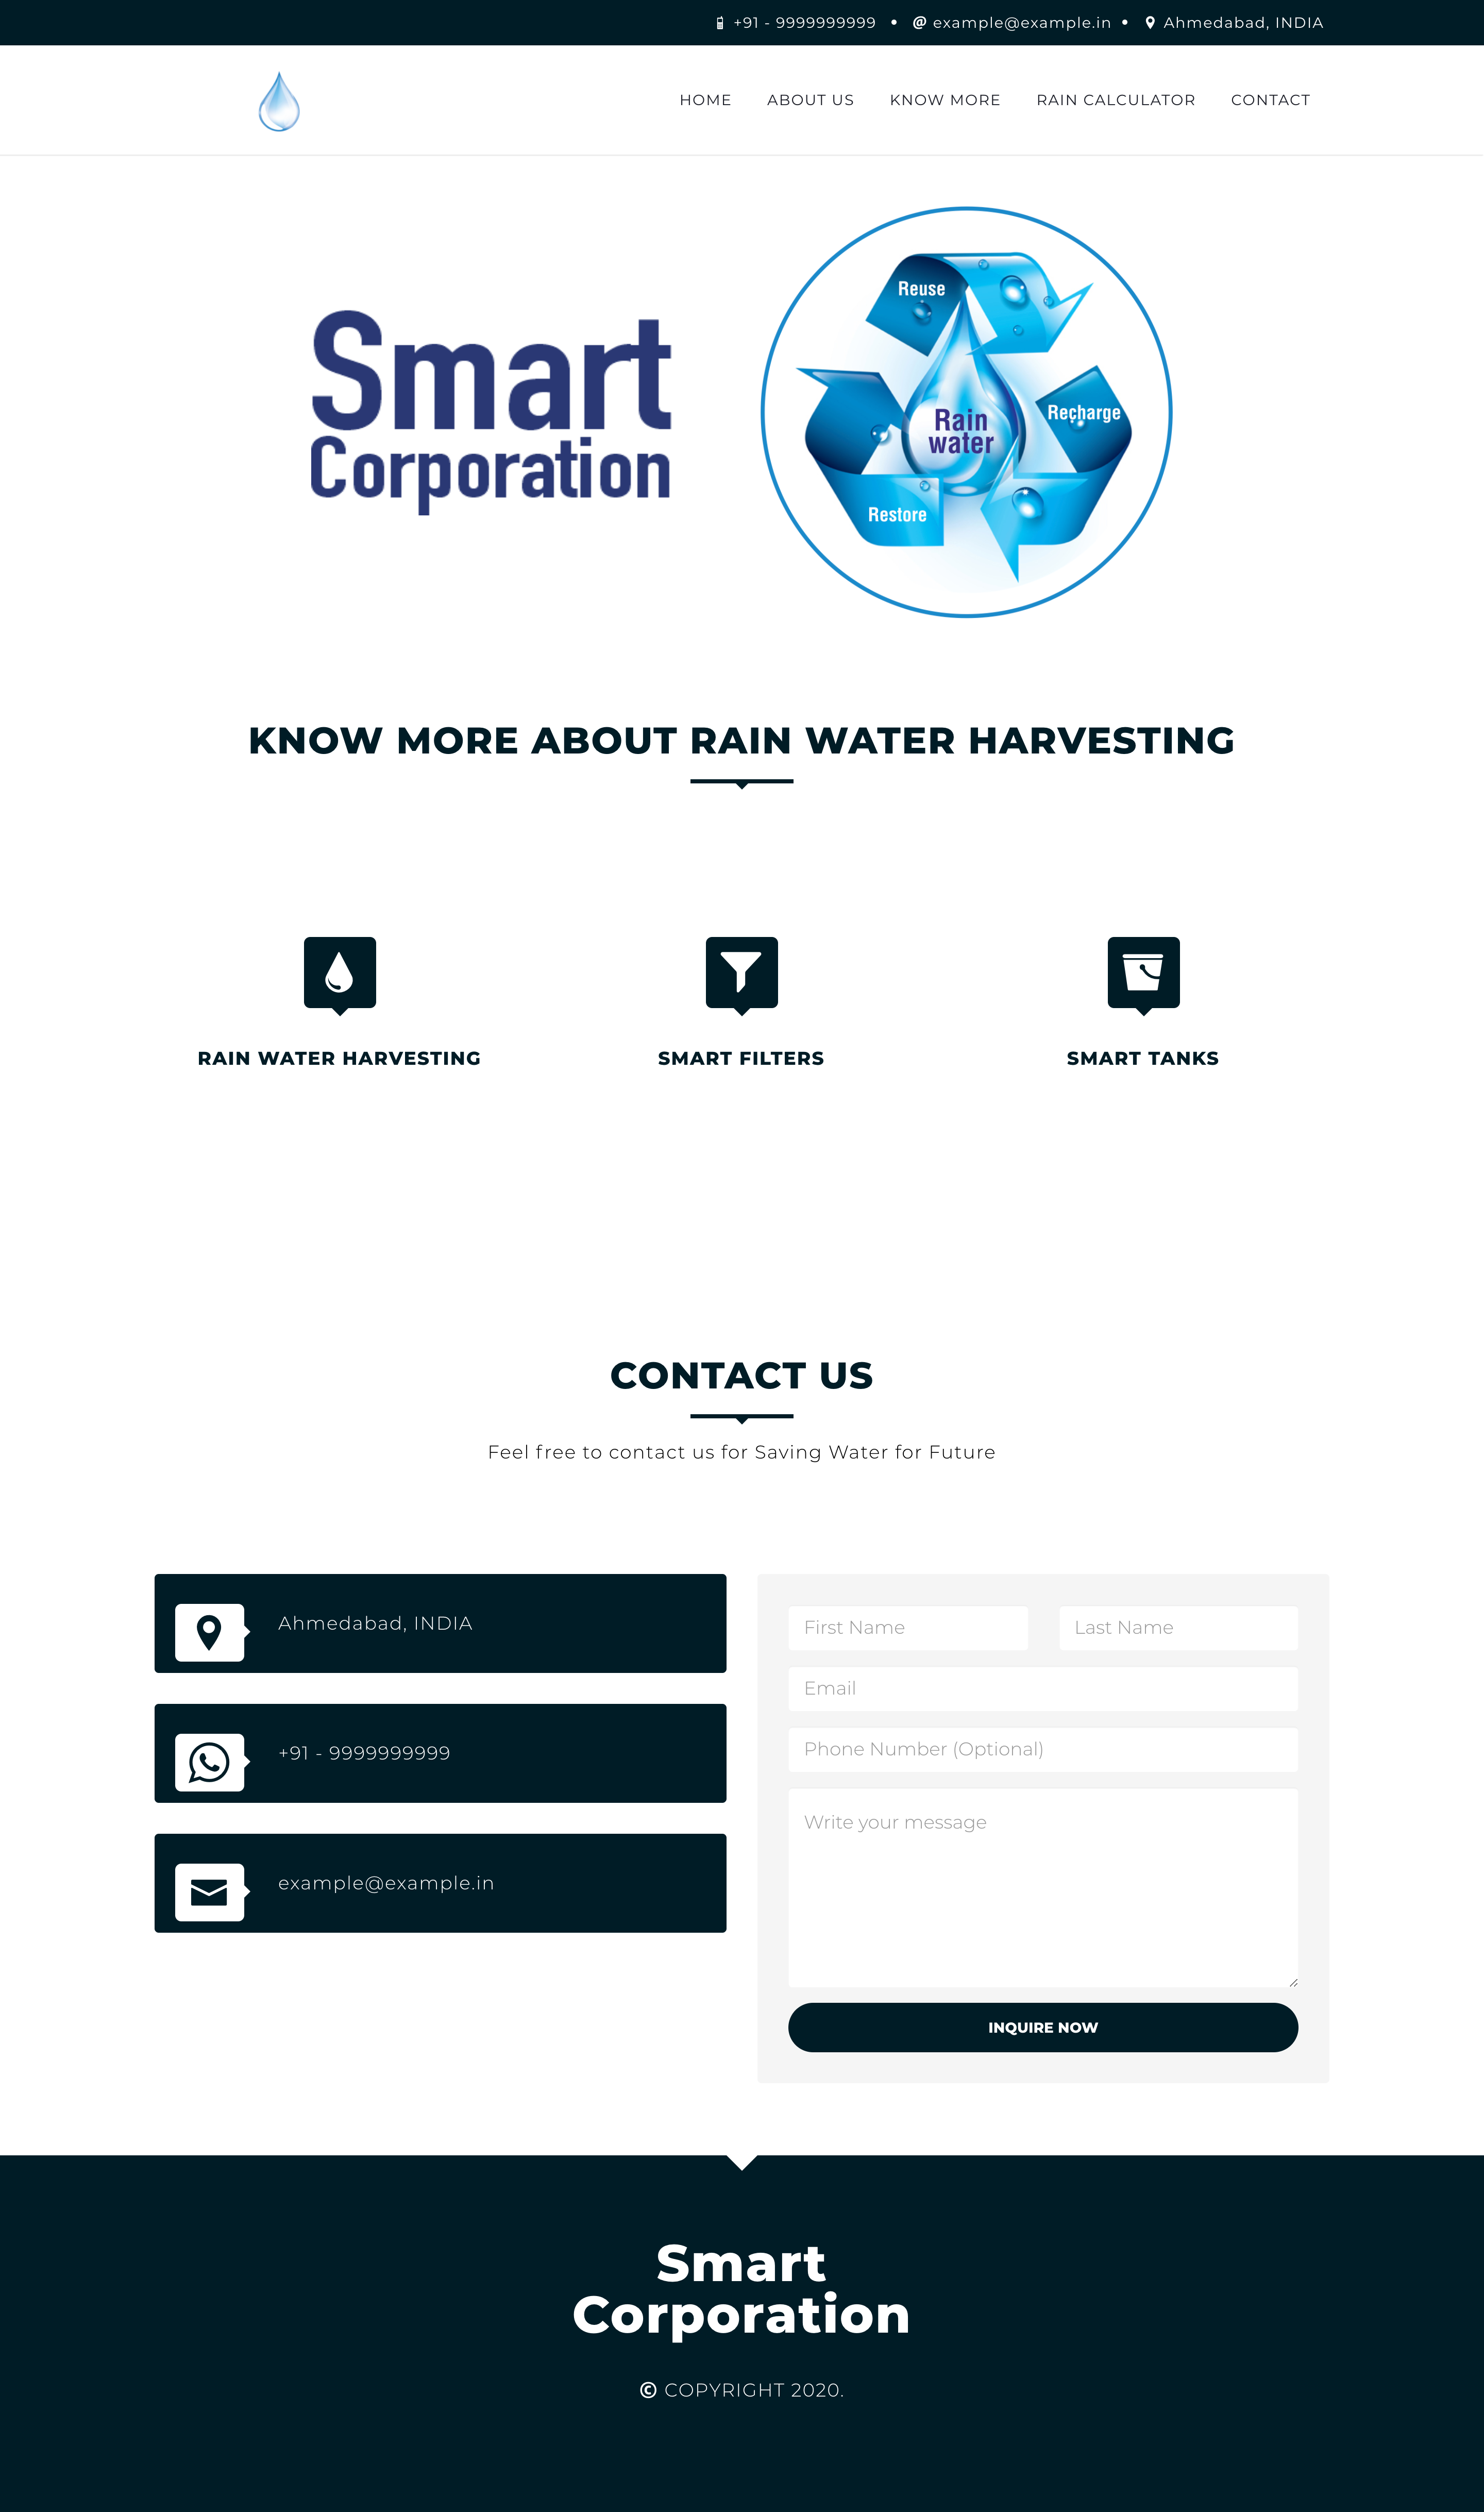 +91 - 9999999999 • @ example@example.in • Ahmedabad, INDIA
HOME ABOUT US KNOW MORE RAIN CALCULATOR CONTACT
Smart
Corporation
Reuse
Recharge
Rain
water
Restore
KNOW MORE ABOUT RAIN WATER HARVESTING
RAIN WATER HARVESTING SMART FILTERS SMART TANKS
CONTACT US
Feel free to contact us for Saving Water for Future
Ahmedabad, INDIA
+91 - 9999999999
example@example.in
First Name Last Name
Email
Phone Number (Optional)
Write your message
INQUIRE NOW
Smart
Corporation
© COPYRIGHT 2020.